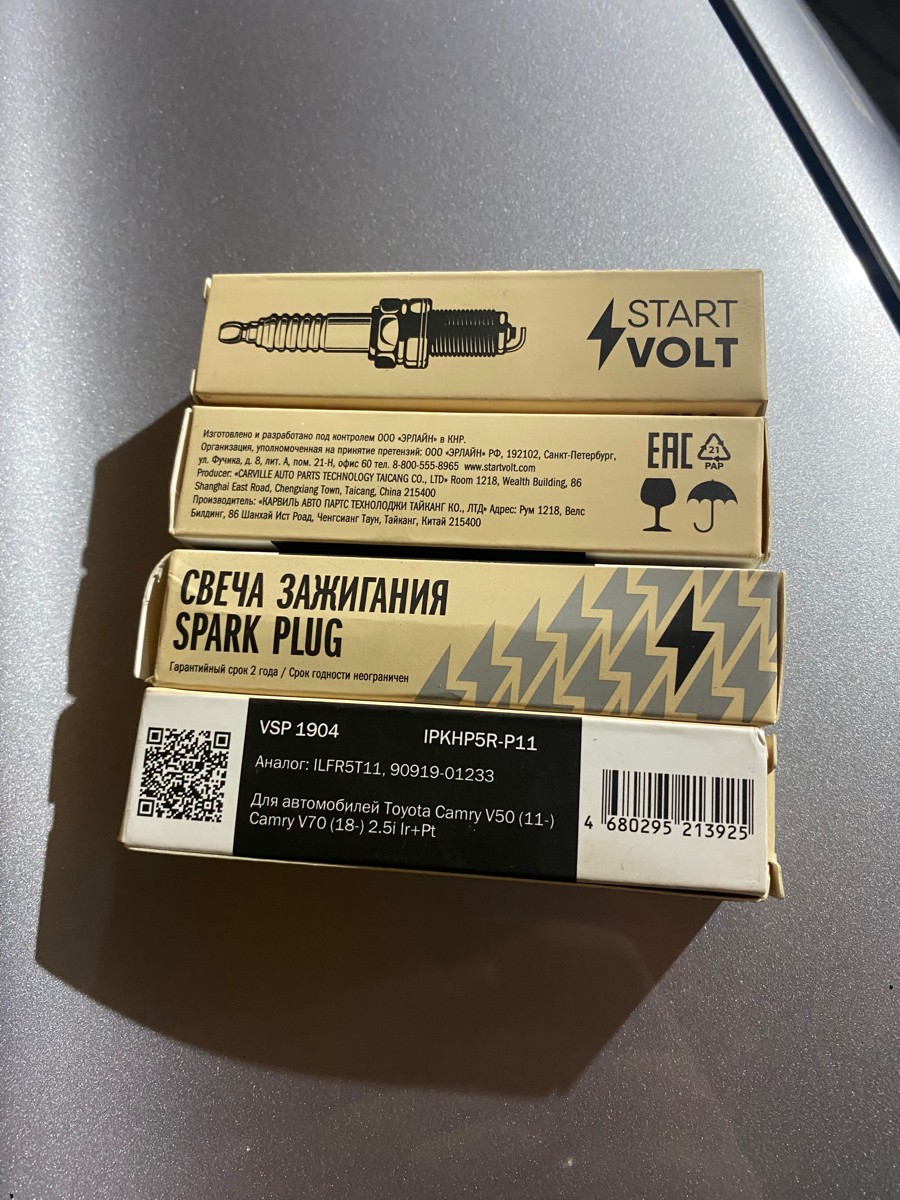 START
VOLT
Изготовлено и разработано под контролем ООО «ЭРЛАЙН» в КНР.
Организация, уполномоченная на принятие претензий: ООО «ЭРЛАЙН» РФ, 192102, Санкт-Петербург,
ул. Фучика, д. 8, лит. А, пом. 21-Н, офис 60 тел. 8-800-555-8965 www.startvolt.com
Producer: «CARVILLE AUTO PARTS TECHNOLOGY TAICANG CO., LTD» Room 1218, Wealth Building, 86
Shanghai East Road, Chengxiang Town, Taicang, China 215400
Производитель: «КАРВИЛЬ АВТО ПАРТС ТЕХНОЛОДЖИ ТАЙКАНГ КО., ЛТД» Адрес: Рум 1218, Велс
Билдинг, 86 Шанхай Ист Роад, Ченгсианг Таун, Тайканг, Китай 215400
EAC
21
PAP
СВЕЧА ЗАЖИГАНИЯ
SPARK PLUG
Гарантийный срок 2 года / Срок годности неограничен
VSP 1904 IPKHP5R-P11
Аналог: ILFR5T11, 90919-01233
Для автомобилей Toyota Camry V50 (11-)
Camry V70 (18-) 2.5i Ir+Pt
4 680295 213925